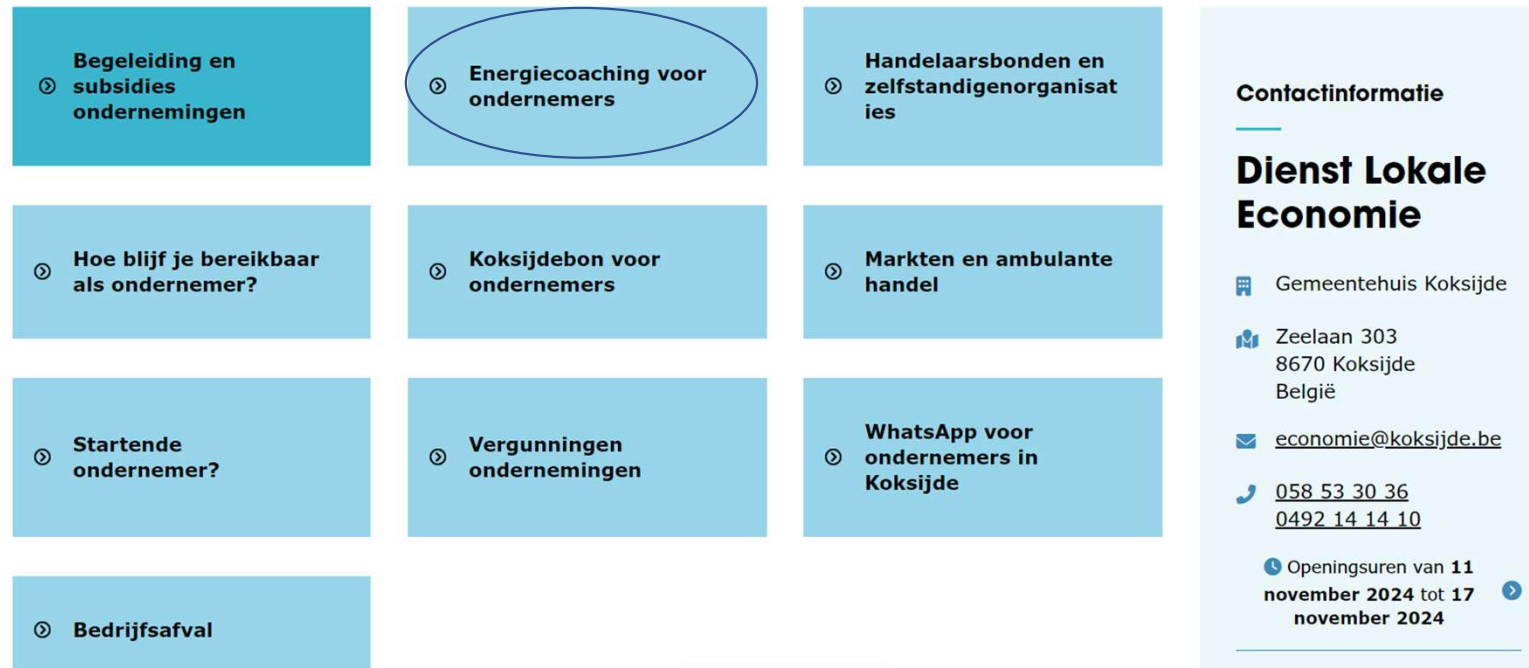 Begeleiding en
subsidies
ondernemingen
Energiecoaching voor
ondernemers
Handelaarsbonden en
zelfstandigenorganisat
ies
Hoe blijf je bereikbaar
als ondernemer?
Koksijdebon voor
ondernemers
Markten en ambulante
handel
Startende
ondernemer?
Vergunningen
ondernemingen
WhatsApp voor
ondernemers in
Koksijde
Bedrijfsafval
Contactinformatie
Dienst Lokale
Economie
Gemeentehuis Koksijde
Zeelaan 303
8670 Koksijde
België
economie@koksijde.be
058 53 30 36
0492 14 14 10
Openingsuren van 11
november 2024 tot 17
november 2024